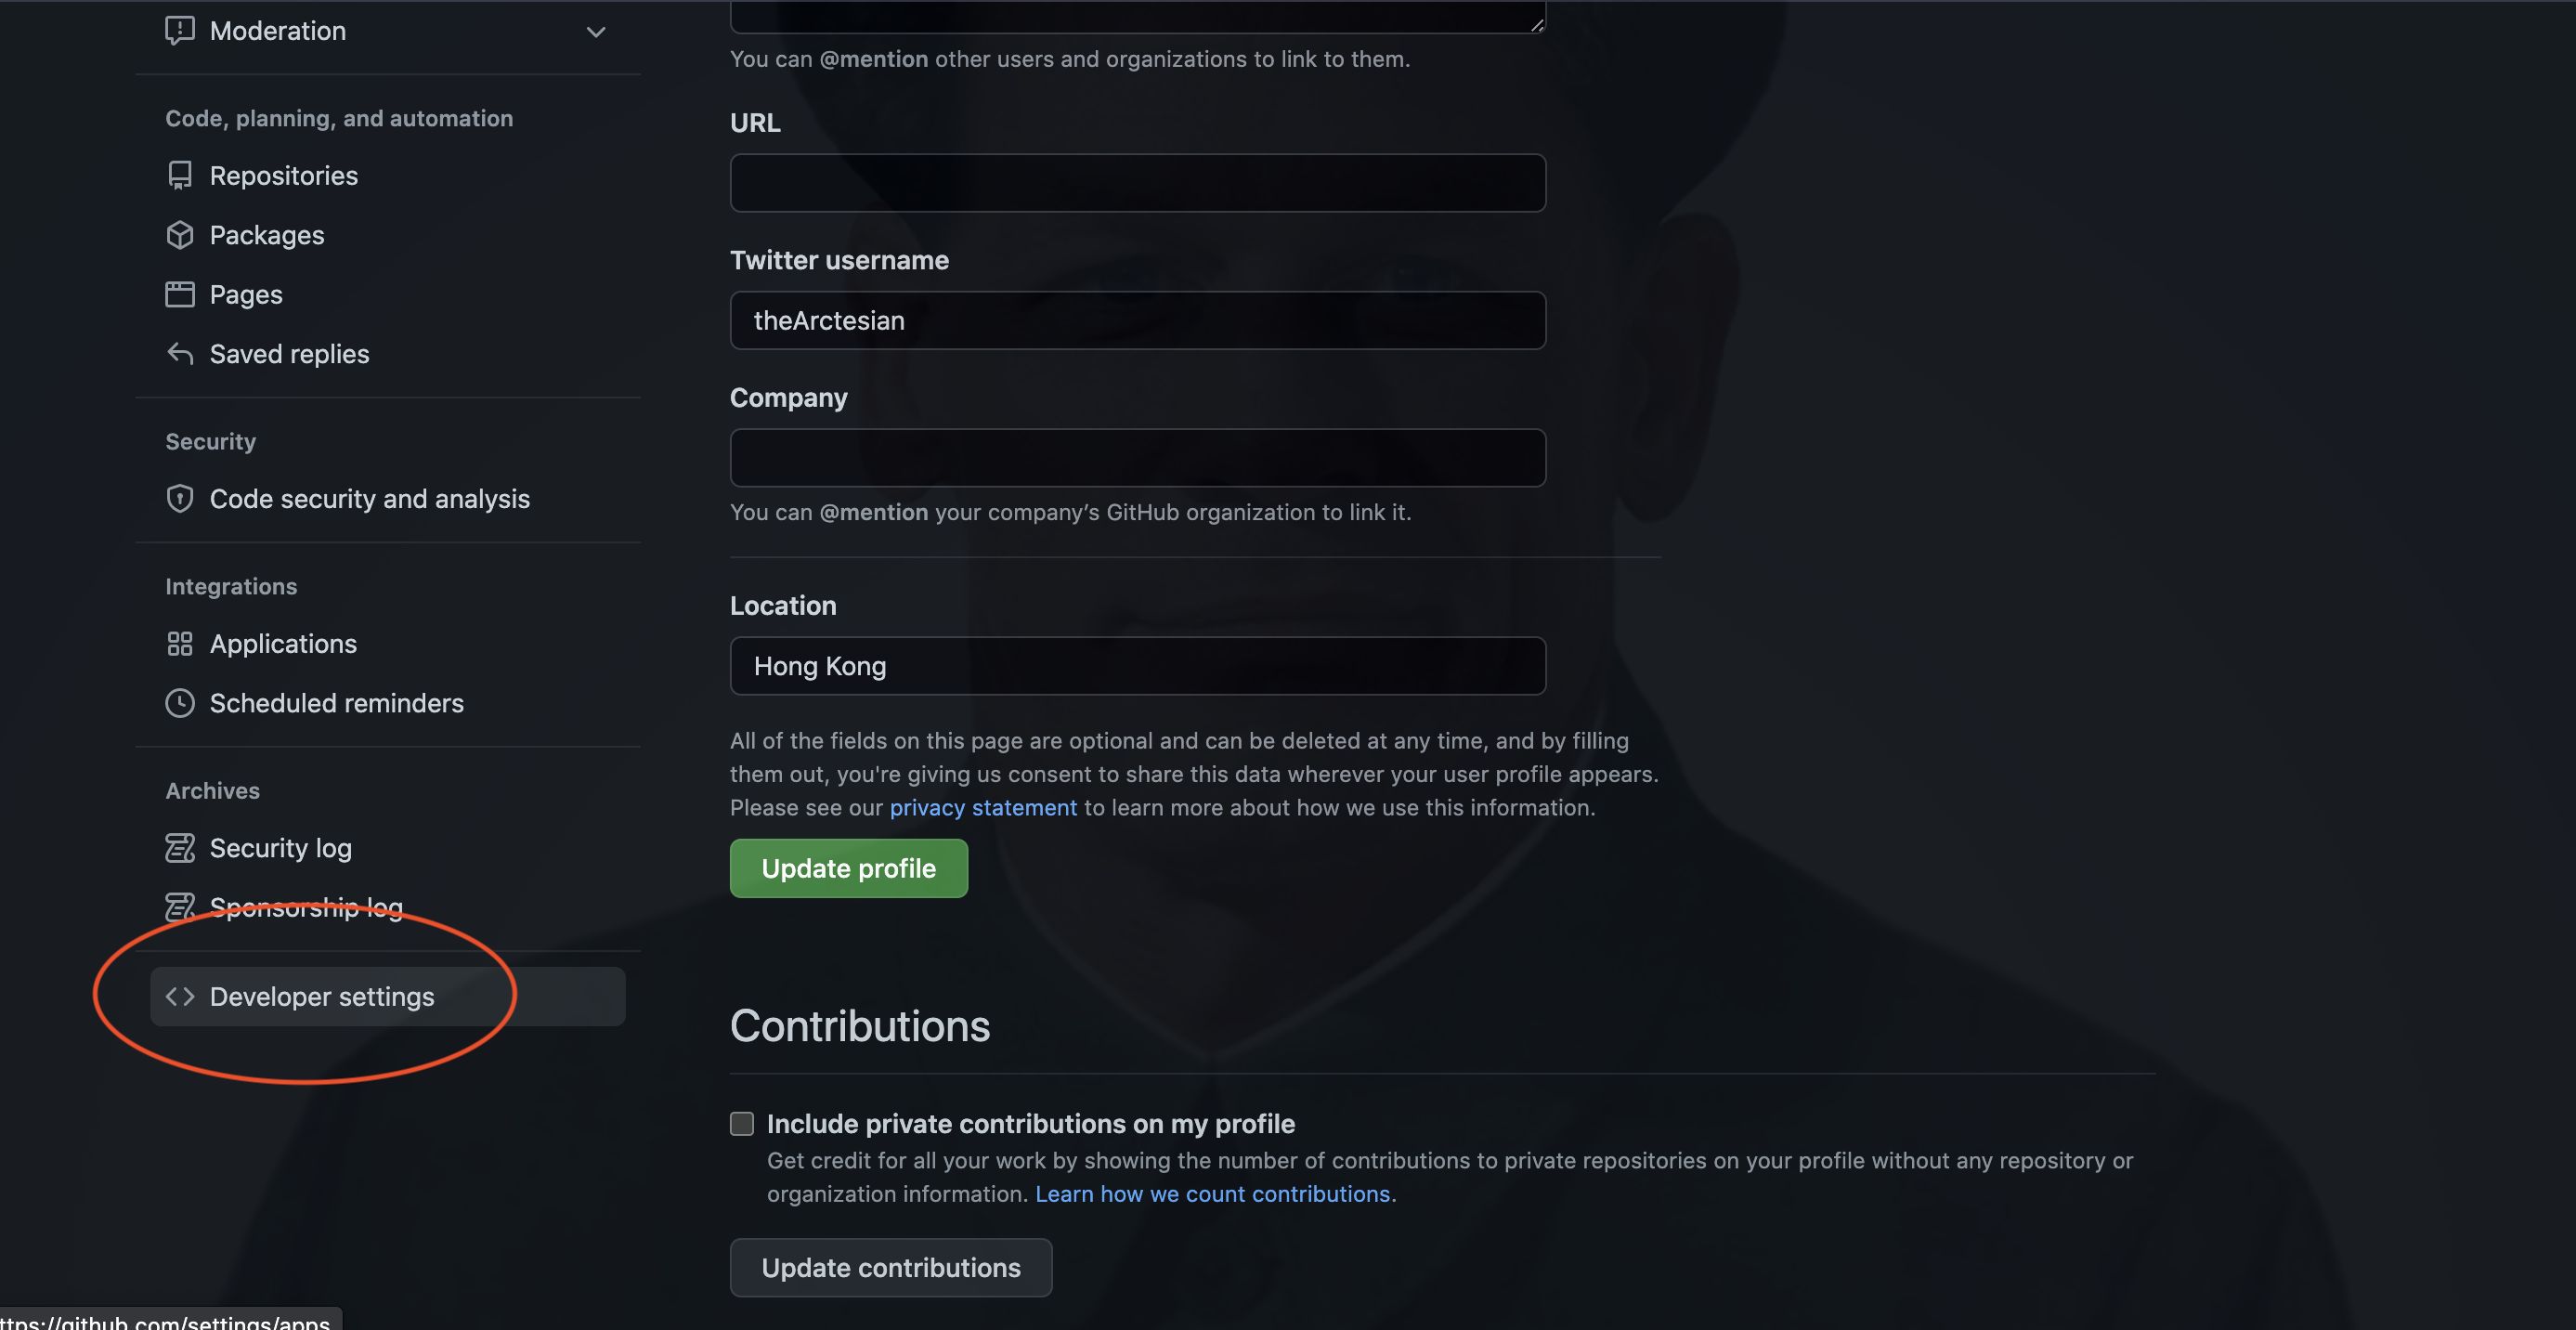 Moderation
Code, planning, and automation
Repositories
Packages
Pages
Saved replies
Security
Code security and analysis
Integrations
Applications
Scheduled reminders
Archives
Security log
Sponsorship log
Developer settings
You can @mention other users and organizations to link to them.
URL
Twitter username
theArctesian
Company
You can @mention your company’s GitHub organization to link it.
Location
Hong Kong
All of the fields on this page are optional and can be deleted at any time, and by filling
them out, you're giving us consent to share this data wherever your user profile appears.
Please see our privacy statement to learn more about how we use this information.
Update profile
Contributions
Include private contributions on my profile
Get credit for all your work by showing the number of contributions to private repositories on your profile without any repository or
organization information. Learn how we count contributions.
Update contributions
ttps://github.com/settings/apps